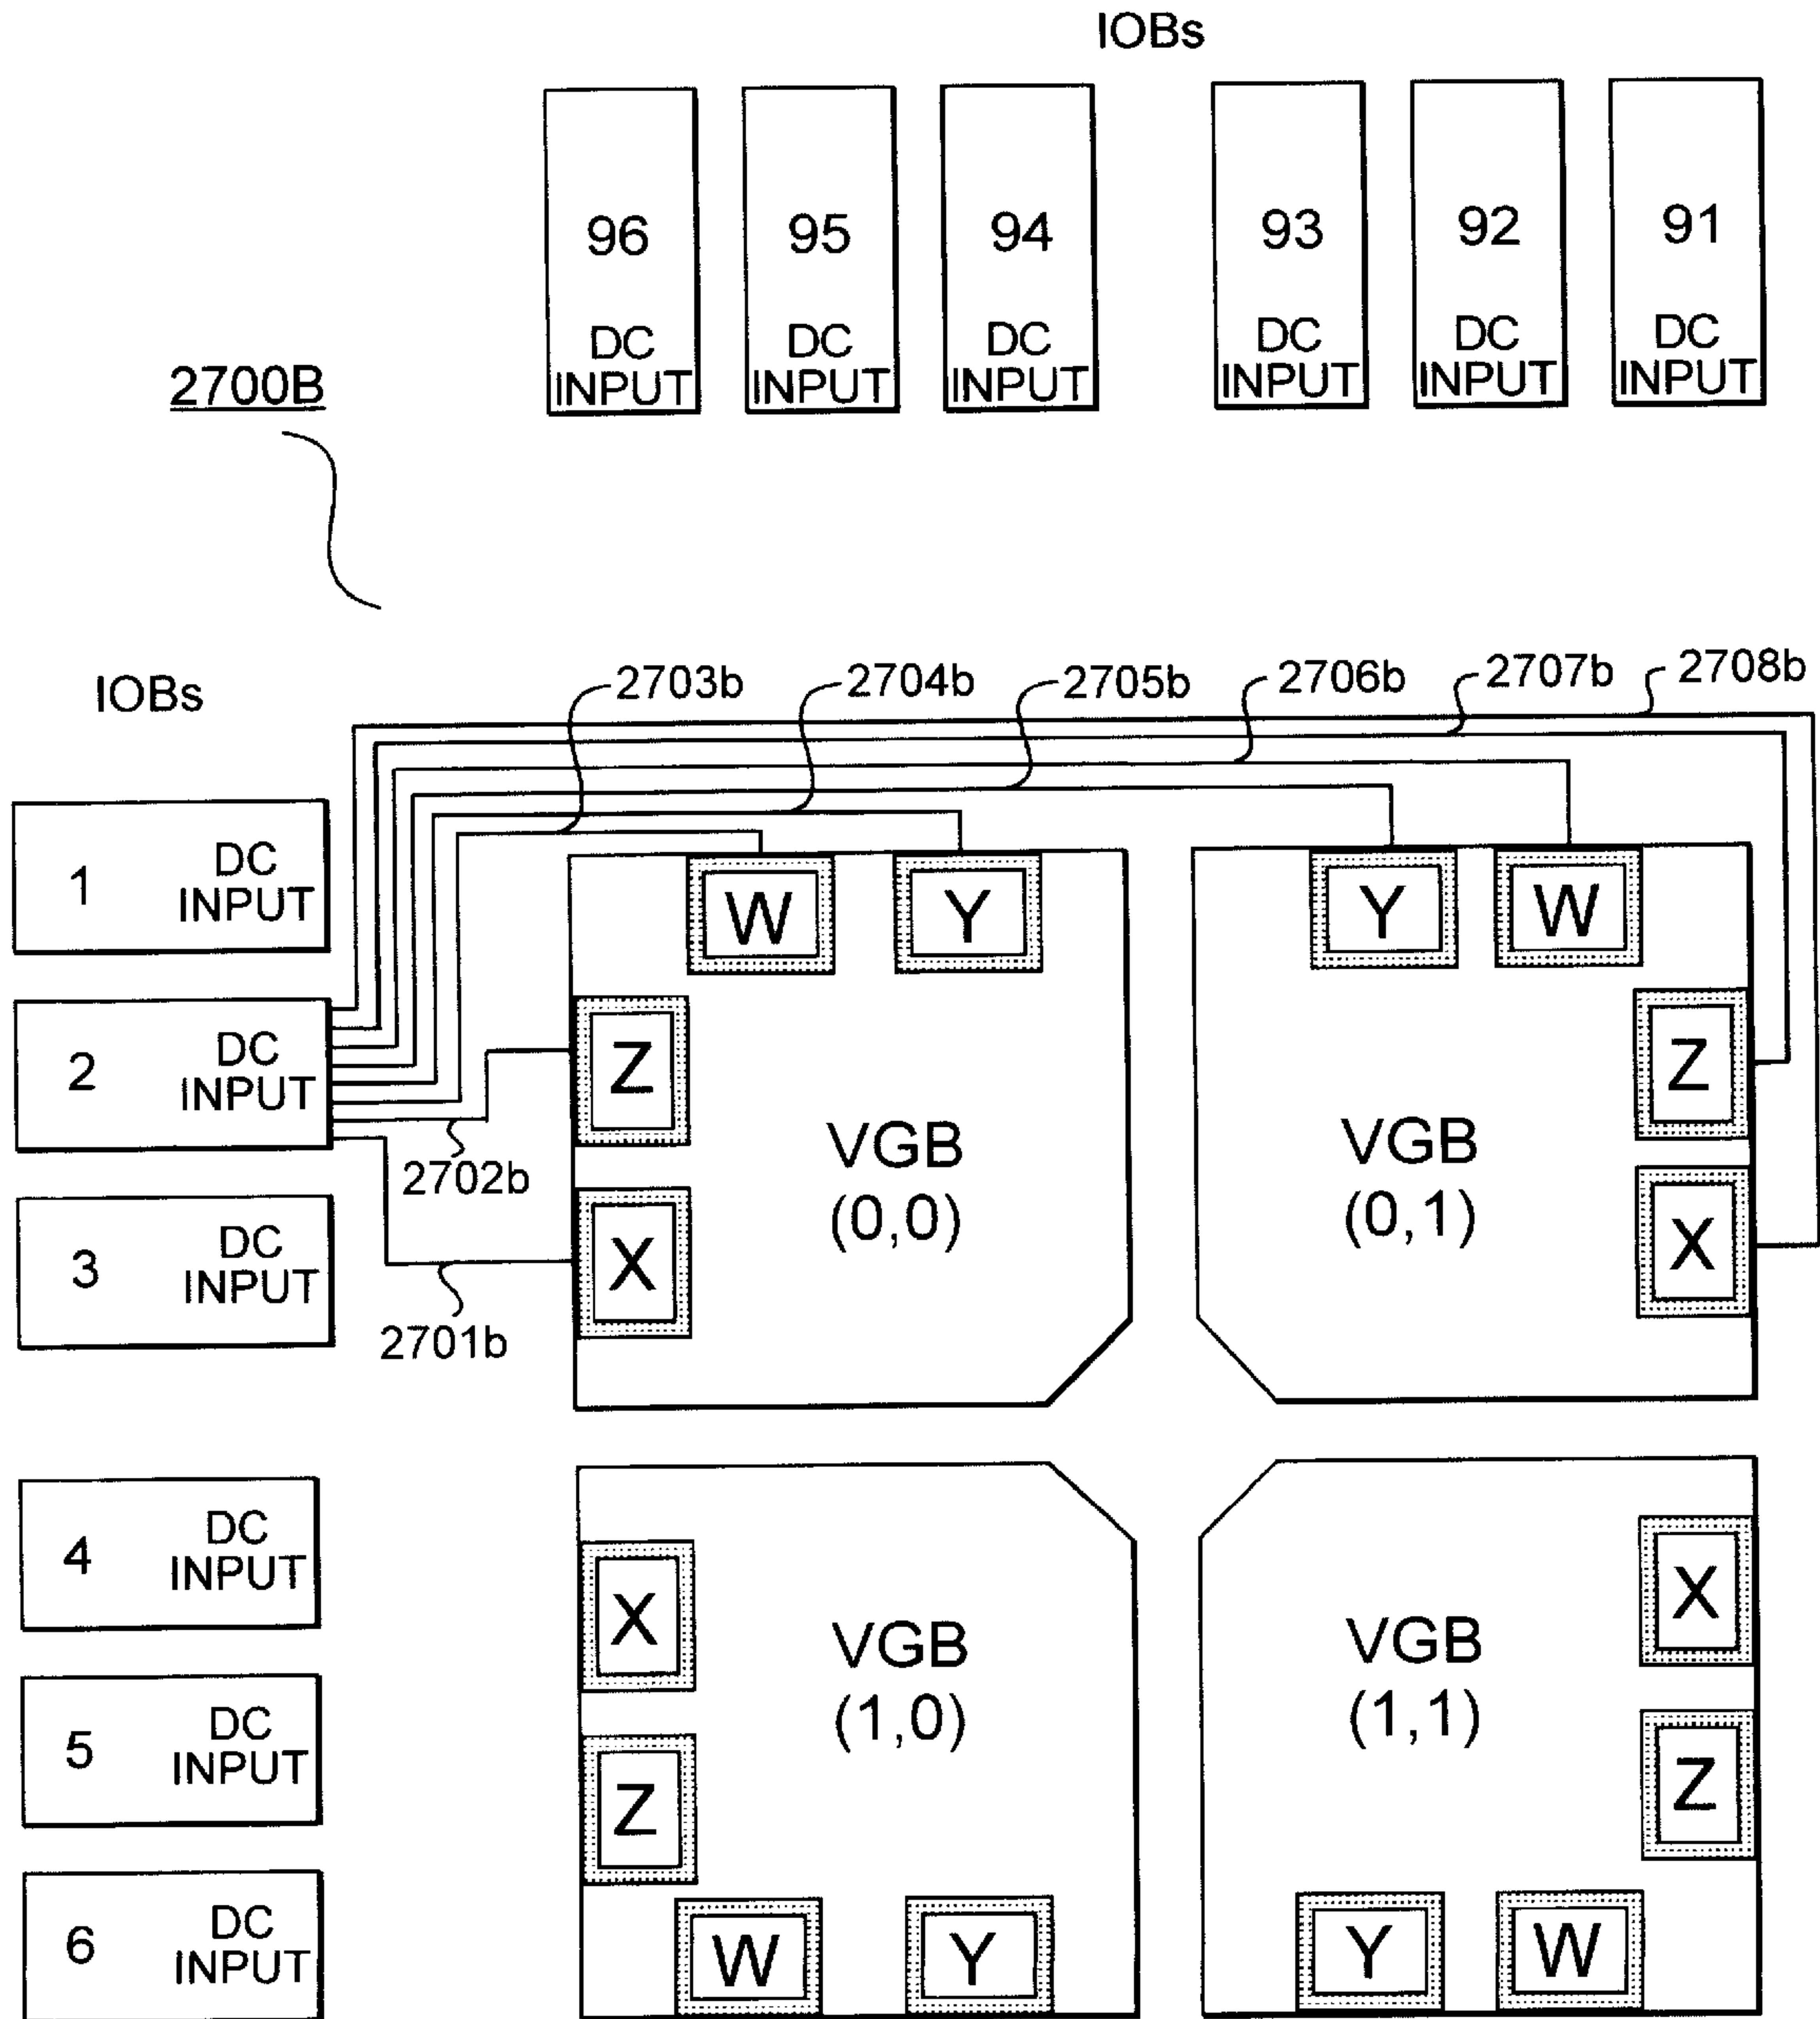 IOBs
96
DC
INPUT
95
DC
INPUT
94
DC
INPUT
93
DC
INPUT
92
DC
INPUT
91
DC
INPUT
2700B
IOBs
2703b
2704b
2705b
2706b
2707b
2708b
1
DC
INPUT
2
DC
INPUT
3
DC
INPUT
2702b
2701b
W
Y
Z
X
VGB
(0,0)
Y
W
Z
X
VGB
(0,1)
4
DC
INPUT
5
DC
INPUT
6
DC
INPUT
X
Z
W
Y
VGB
(1,0)
X
Z
Y
W
VGB
(1,1)